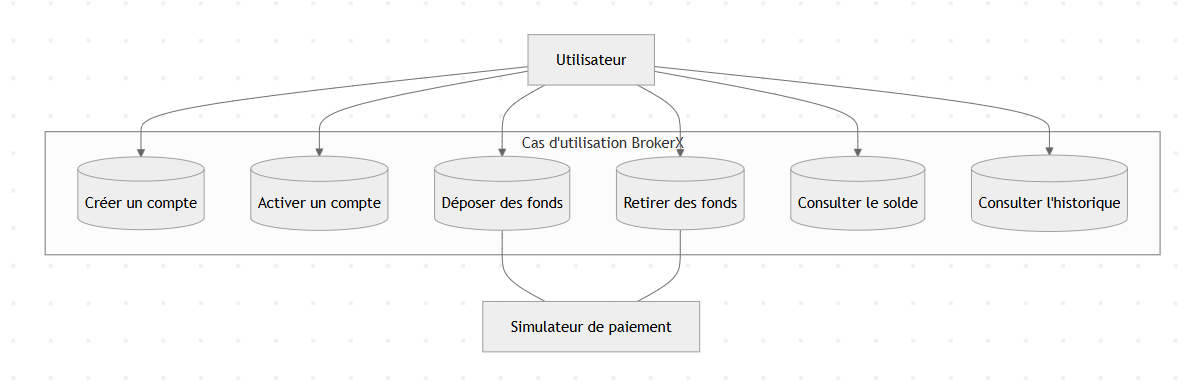 Utilisateur
Cas d'utilisation BrokerX
Créer un compte
Activer un compte
Déposer des fonds
Retirer des fonds
Consulter le solde
Consulter l'historique
Simulateur de paiement